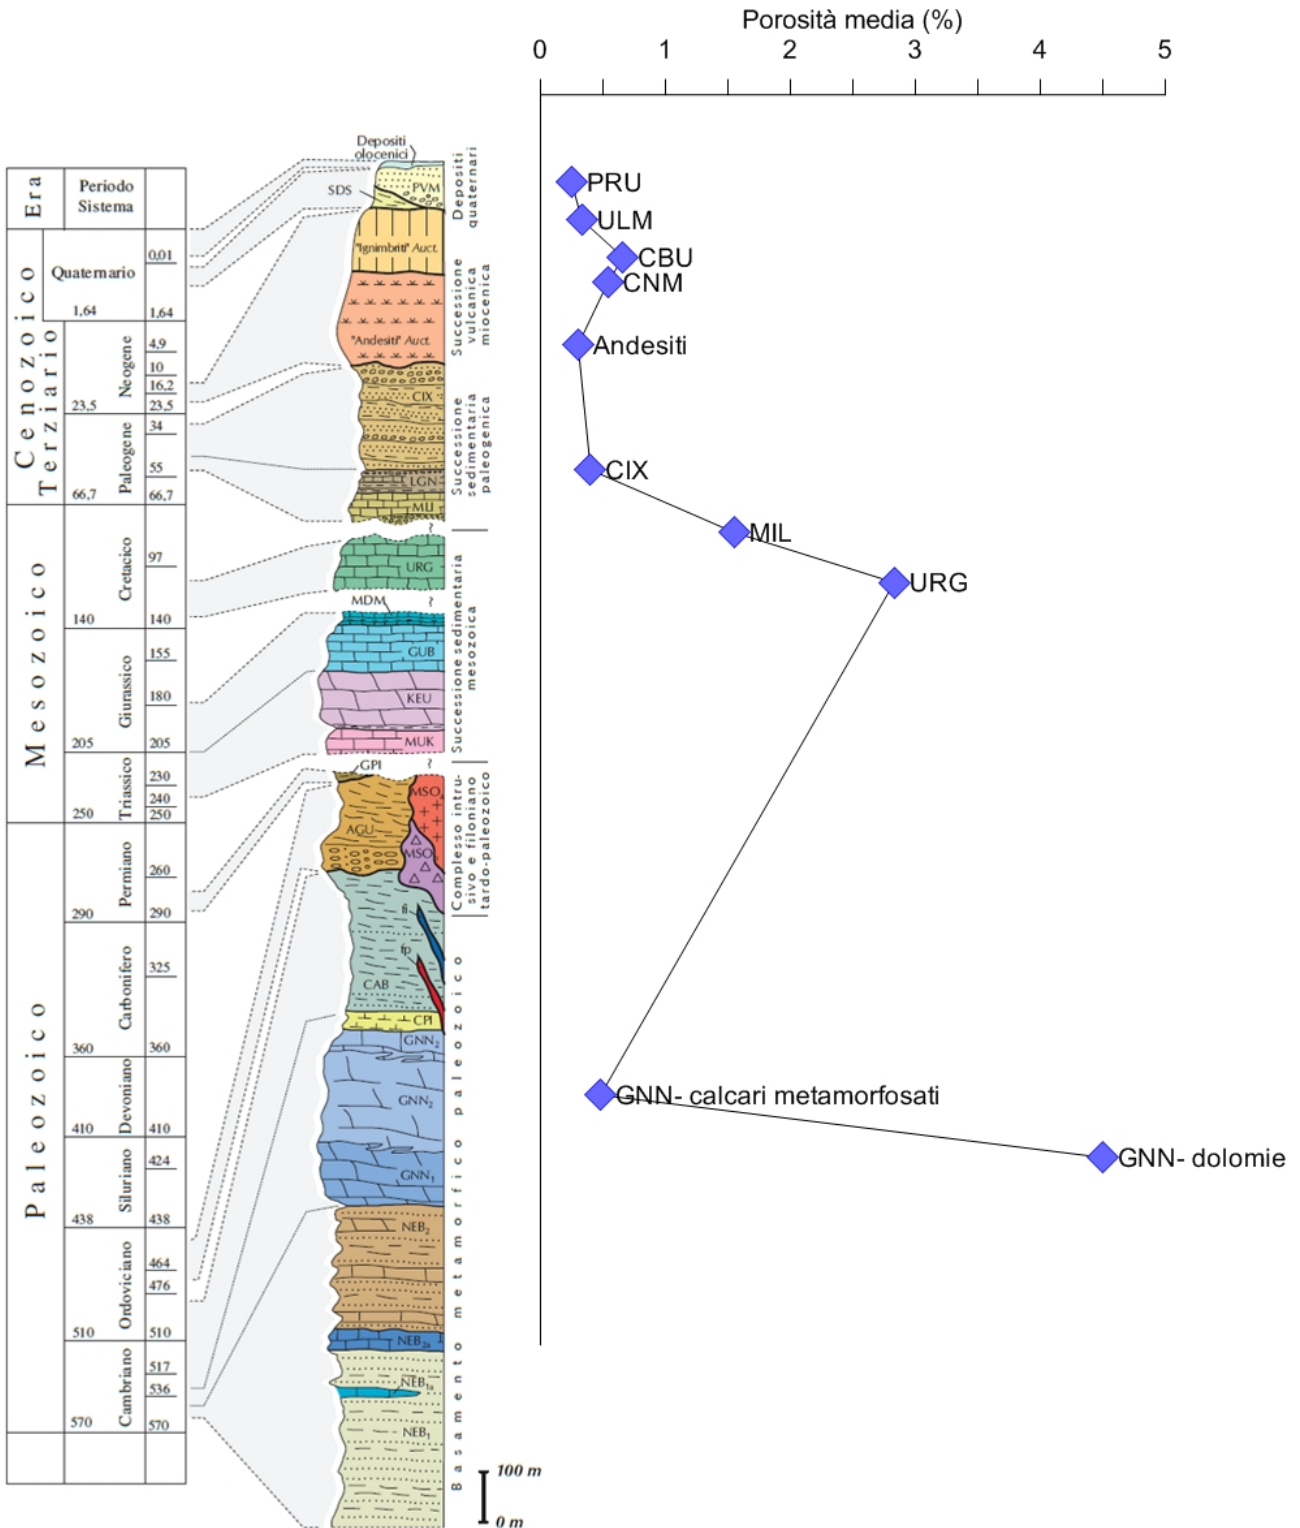 Porosità media (%)
0 1 2 3 4 5
PRU
ULM
CBU
CNM
Andesiti
CIX
MIL
URG
GNN- calcari metamorfosati
GNN- dolomie
Era
Periodo
Sistema
Cenozoico
Terziario
Quaternario
1,64
0,01
1,64
Neogene
23,5
4,9
10
16,2
23,5
Paleogene
66,7
34
55
66,7
Mesozoico
Cretacico
140
97
140
Giurassico
205
155
180
205
Triassico
250
230
240
250
Paleozoico
Permiano
290
260
290
Carbonifero
360
325
360
Devoniano
410
410
Siluriano
438
424
438
Ordoviciano
510
464
476
510
Cambriano
570
517
536
570
Depositi
olocenici
SDS
PVM
"Ignimbriti" Auct.
"Andesiti" Auct.
CIX
LGN
MLI
?
URG
?
MDM
GUB
KEU
MUK
?
GPI
AGU
MSO
MSO
fi
fp
CAB
CPI
GNN2
GNN2
GNN1
NEB2
NEB2a
NEB1a
NEB1
Depositi
quaternari
Successione
vulcanica
miocenica
Successione
sedimentaria
paleogenica
Successione sedimentaria
mesozoica
Complesso intru-
sivo e filoniano
tardo-paleozoico
Basamento metamorfico paleozoico
100 m
0 m